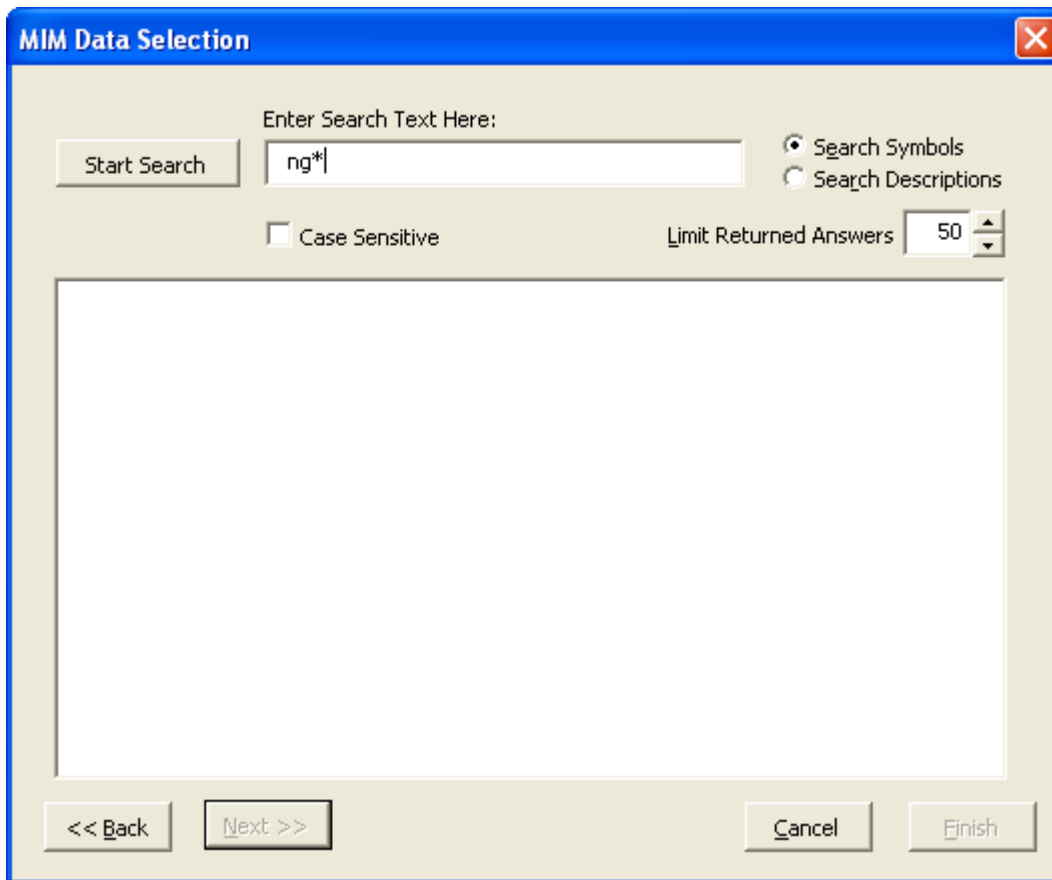 MIM Data Selection
Enter Search Text Here:
Start Search
ng*
Search Symbols
Search Descriptions
Case Sensitive
Limit Returned Answers
50
<< Back
Next >>
Cancel
Finish